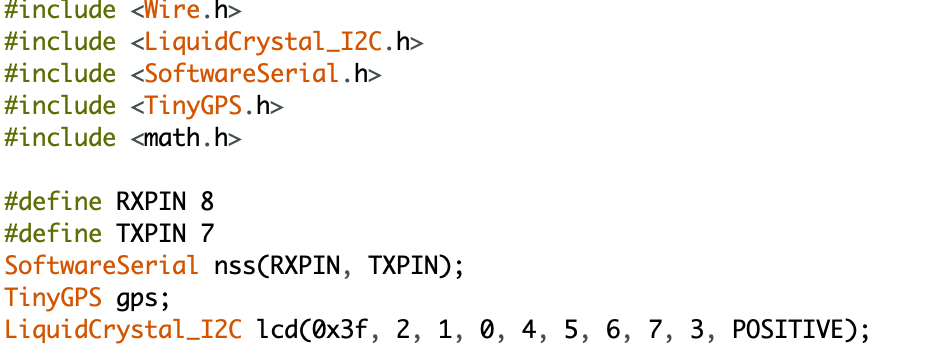 #include <Wire.h>
#include <LiquidCrystal_I2C.h>
#include <SoftwareSerial.h>
#include <TinyGPS.h>
#include <math.h>
#define RXPIN 8
#define TXPIN 7
SoftwareSerial nss(RXPIN, TXPIN);
TinyGPS gps;
LiquidCrystal_I2C lcd(0x3f, 2, 1, 0, 4, 5, 6, 7, 3, POSITIVE);